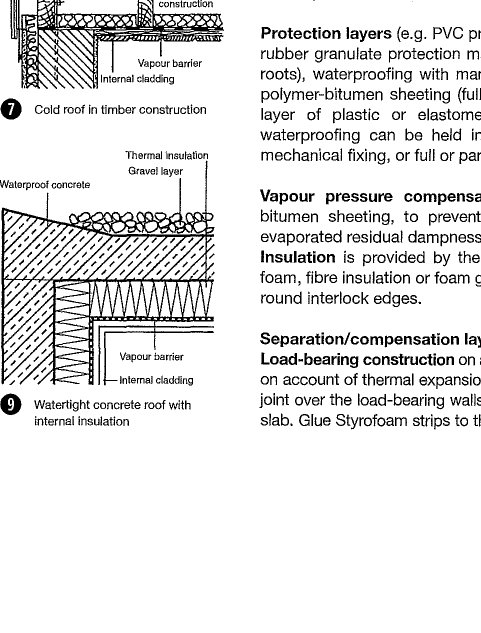 construction
Vapour barrier
Internal cladding
7 Cold roof in timber construction
Thermal insulation
Gravel layer
Waterproof concrete
Vapour barrier
Internal cladding
9 Watertight concrete roof with
internal insulation
Protection layers (e.g. PVC pr
rubber granulate protection m
roots), waterproofing with mar
polymer-bitumen sheeting (full
layer of plastic or elastome
waterproofing can be held in
mechanical fixing, or full or par
Vapour pressure compensa
bitumen sheeting, to prevent
evaporated residual dampness
Insulation is provided by the
foam, fibre insulation or foam g
round interlock edges.
Separation/compensation lay
Load-bearing construction on a
on account of thermal expansion
joint over the load-bearing walls
slab. Glue Styrofoam strips to th